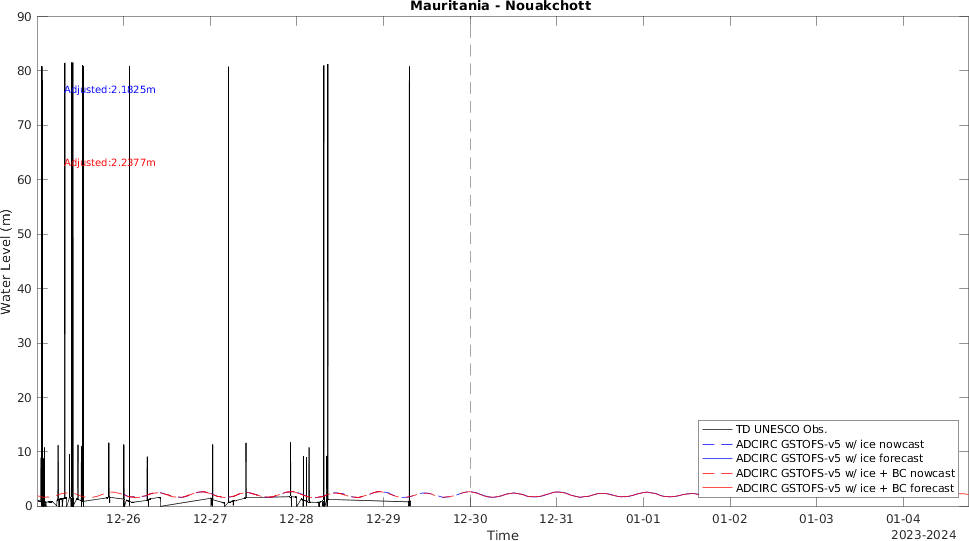 Mauritania - Nouakchott
90
80
70
60
50
40
30
20
10
0
Water Level (m)
Adjusted:2.1825m
Adjusted:2.2377m
TD UNESCO Obs.
ADCIRC GSTOFS-v5 w/ ice nowcast
ADCIRC GSTOFS-v5 w/ ice forecast
ADCIRC GSTOFS-v5 w/ ice + BC nowcast
ADCIRC GSTOFS-v5 w/ ice + BC forecast
12-26 12-27 12-28 12-29 12-30 12-31 01-01 01-02 01-03 01-04
Time
2023-2024